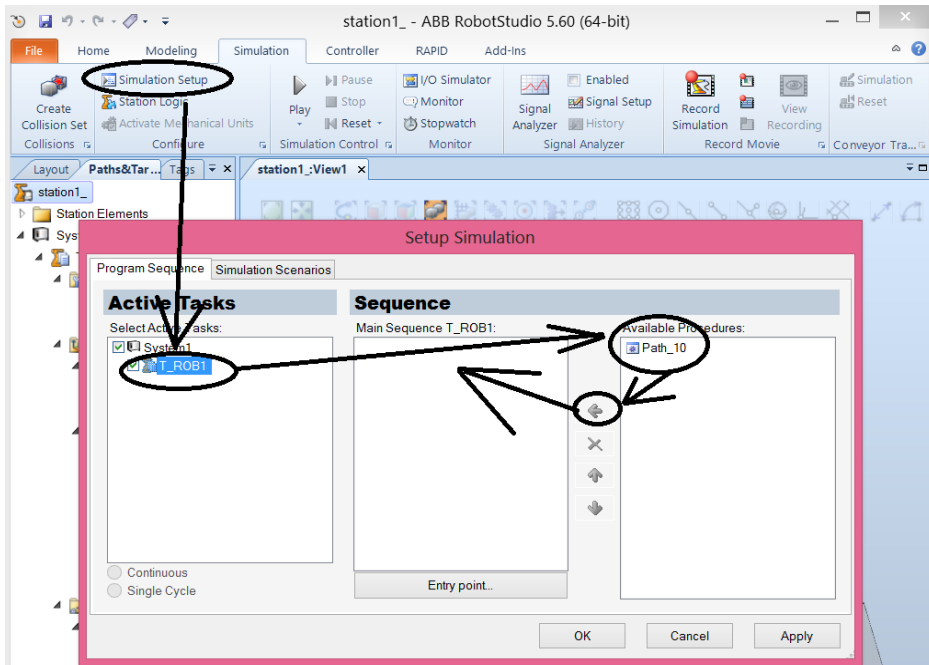 station1_ - ABB RobotStudio 5.60 (64-bit)
File Home Modeling Simulation Controller RAPID Add-Ins
Create Collision Set
Simulation Setup
Station Logic
Activate Mechanical Units
Play
Pause
Stop
Reset
I/O Simulator
Monitor
Stopwatch
Signal Analyzer
Enabled
Signal Setup
History
Record Simulation
View Recording
Simulation
Reset
Collisions Configure Simulation Control Monitor Signal Analyzer Record Movie Conveyor Tra...
Layout Paths&Tar... Tags station1_:View1
station1_
Station Elements
Sys
Setup Simulation
Program Sequence Simulation Scenarios
Active Tasks Sequence
Select Active Tasks: Main Sequence T_ROB1: Available Procedures:
System1 Path_10
T_ROB1
Continuous
Single Cycle
Entry point...
OK Cancel Apply